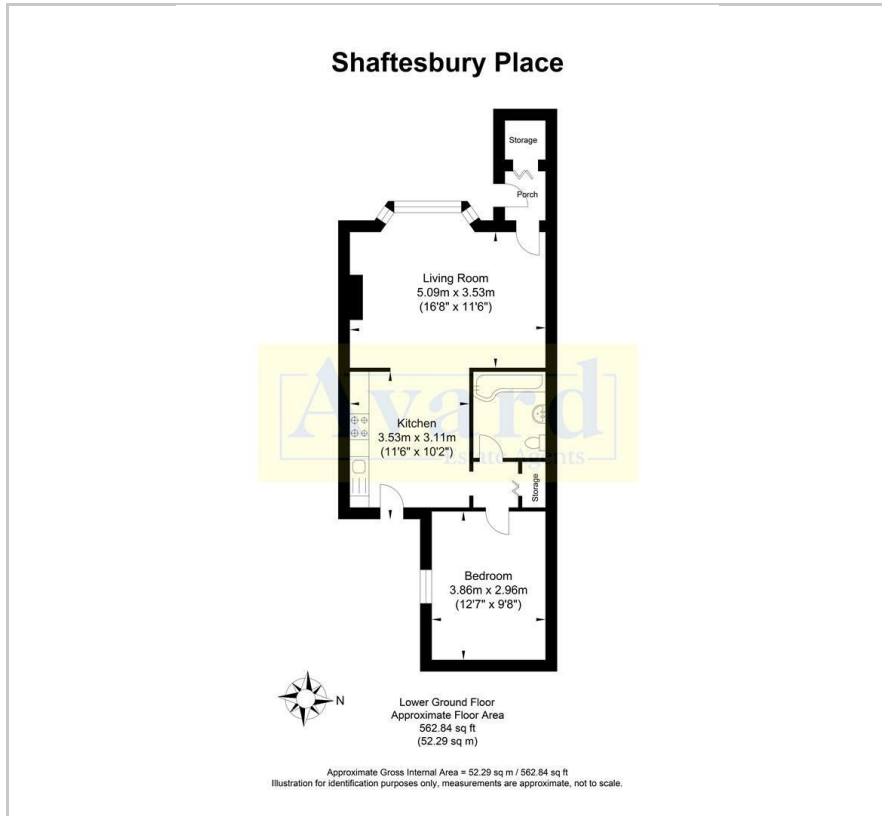 Shaftesbury Place
Storage
Porch
Living Room
5.09m x 3.53m
(16'8" x 11'6")
Avard
Estate Agents
Kitchen
3.53m x 3.11m
(11'6" x 10'2")
Storage
Bedroom
3.86m x 2.96m
(12'7" x 9'8")
N
Lower Ground Floor
Approximate Floor Area
562.84 sq ft
(52.29 sq m)
Approximate Gross Internal Area = 52.29 sq m / 562.84 sq ft
Illustration for identification purposes only, measurements are approximate, not to scale.